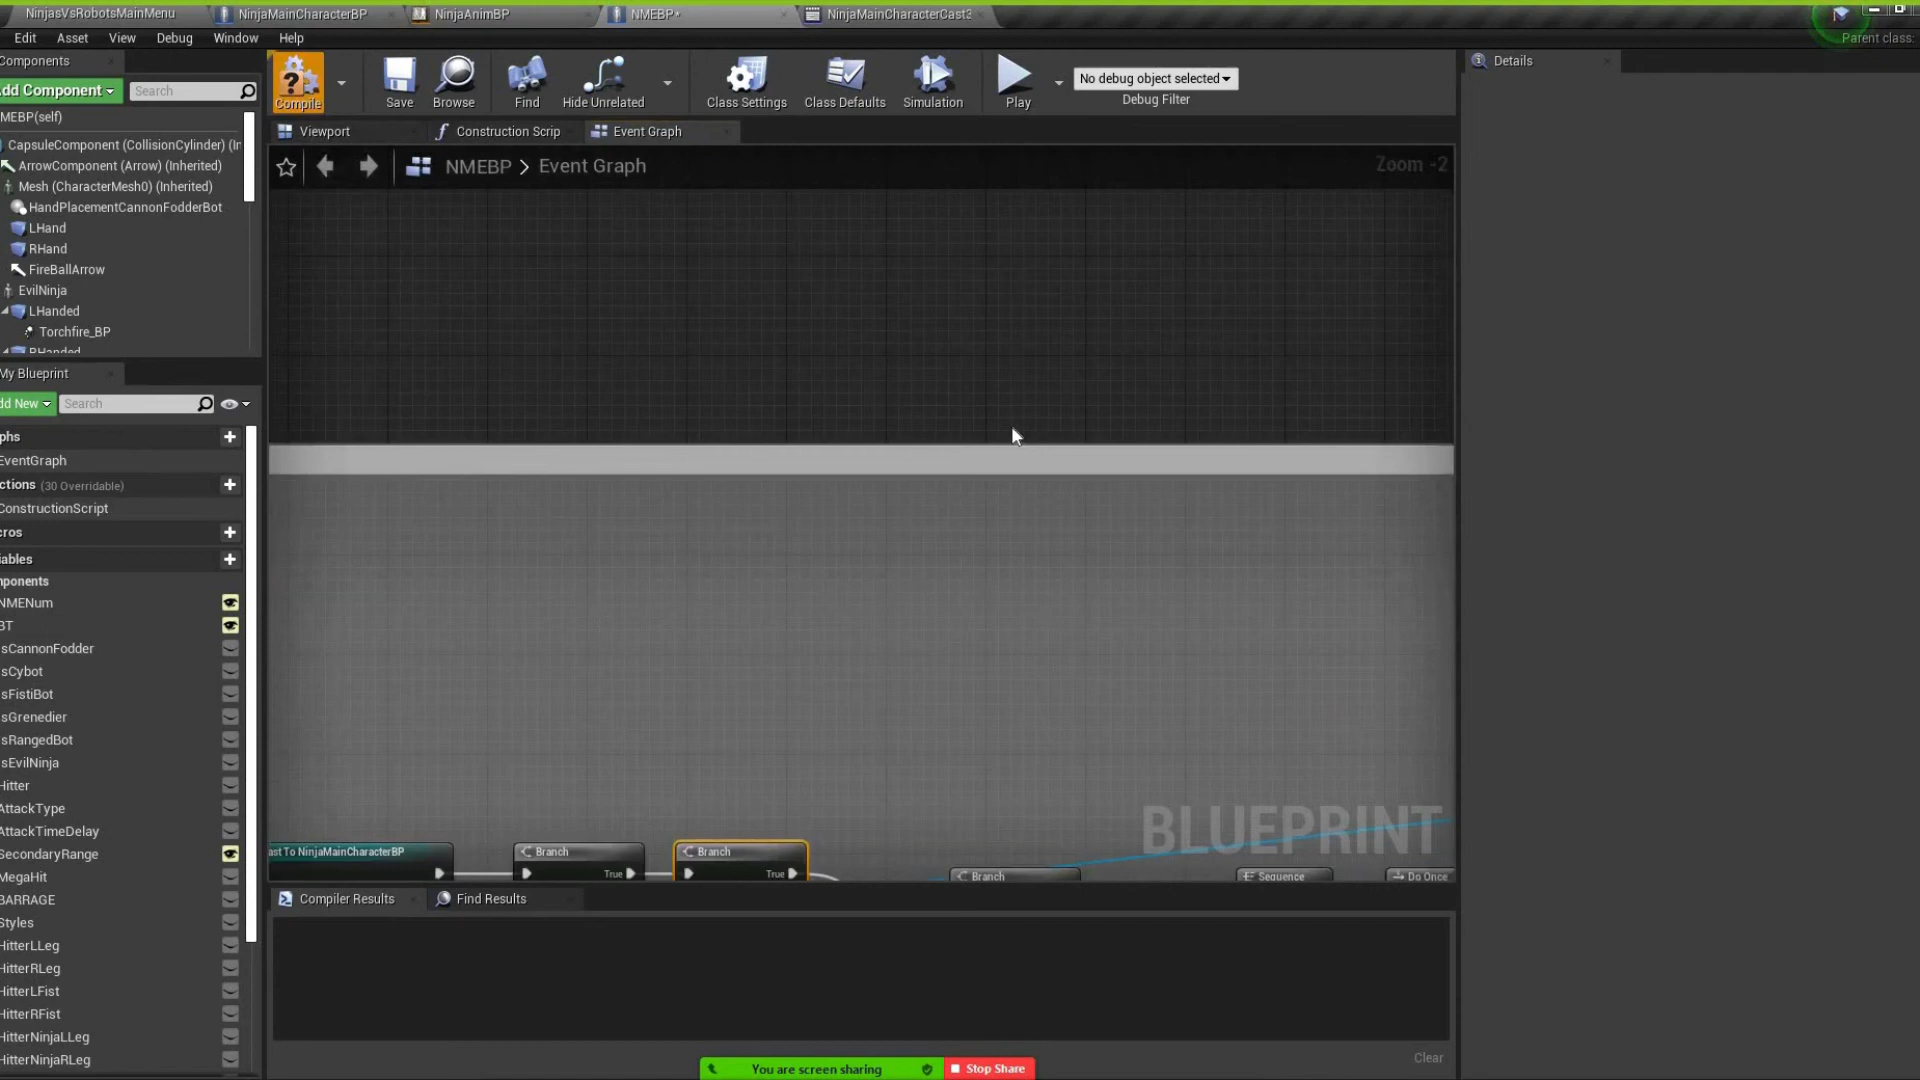 NinjasVsRobotsMainMenu
NinjaMainCharacterBP
NinjaAnimBP
NMEBP*
NinjaMainCharacterCast3
Edit Asset View Debug Window Help
Parent class:
Components
dd Component
Search
MEBP(self)
CapsuleComponent (CollisionCylinder) (In
ArrowComponent (Arrow) (Inherited)
Mesh (CharacterMesh0) (Inherited)
HandPlacementCannonFodderBot
LHand
RHand
FireBallArrow
EvilNinja
LHanded
Torchfire_BP
RHanded
My Blueprint
dd New
Search
phs
EventGraph
ctions (30 Overridable)
ConstructionScript
cros
iables
mponents
NMENum
BT
sCannonFodder
sCybot
sFistiBot
sGrenedier
sRangedBot
sEvilNinja
Hitter
AttackType
AttackTimeDelay
SecondaryRange
MegaHit
BARRAGE
Styles
HitterLLeg
HitterRLeg
HitterLFist
HitterRFist
HitterNinjaLLeg
HitterNinjaRLeg
Compile
Save
Browse
Find
Hide Unrelated
Class Settings
Class Defaults
Simulation
Play
No debug object selected
Debug Filter
Viewport
Construction Scrip
Event Graph
NMEBP > Event Graph
Zoom -2
BLUEPRINT
ast To NinjaMainCharacterBP
Branch
True
Branch
True
Branch
Sequence
Do Once
Compiler Results
Find Results
Clear
You are screen sharing
Stop Share
Details